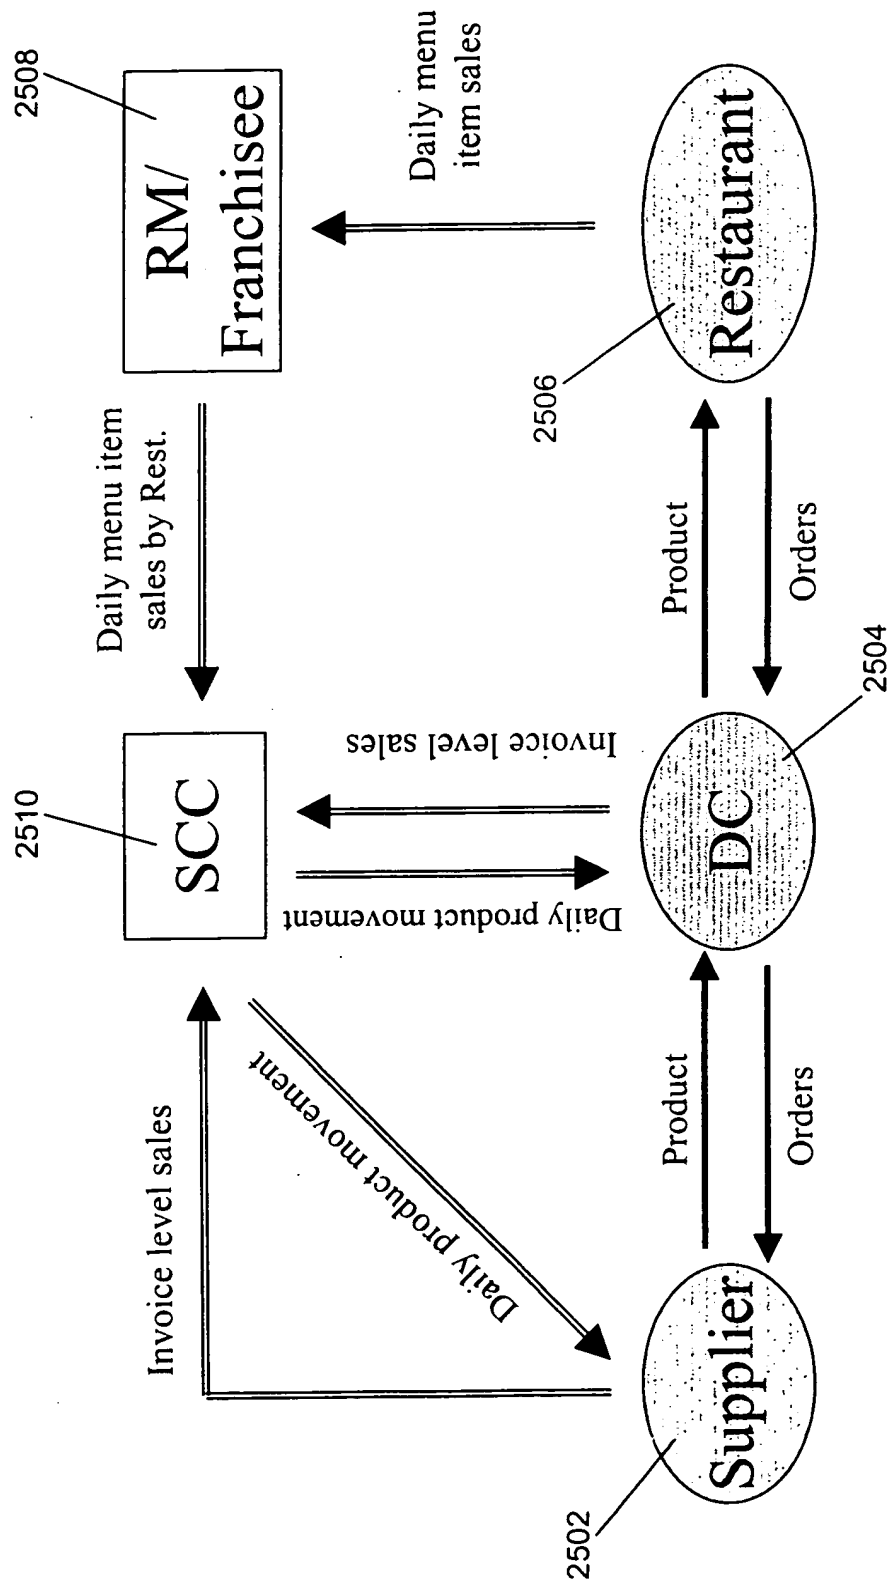 2510
2508
SCC
RM/
Franchisee
Invoice level sales
Daily menu item
sales by Rest.
Daily menu
item sales
Daily product movement
Daily product movement
Invoice level sales
2502
2506
Supplier
Product
Orders
DC
Product
Orders
Restaurant
2504